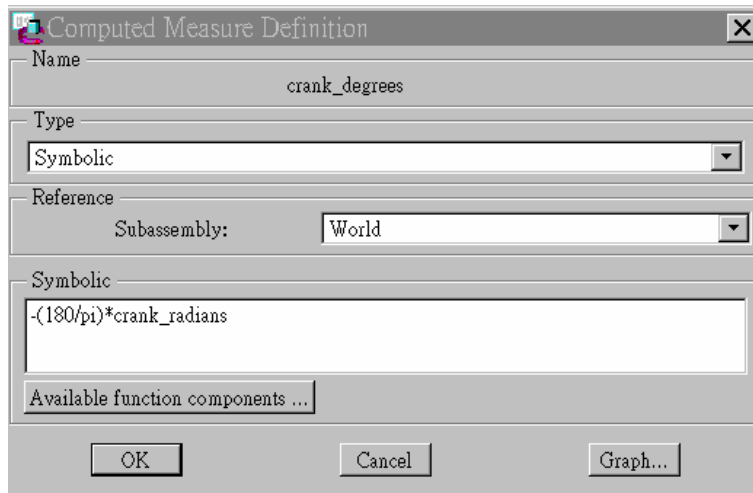 Computed Measure Definition
Name
crank_degrees
Type
Symbolic
Reference
Subassembly: World
Symbolic
-(180/pi)*crank_radians
Available function components ...
OK Cancel Graph...